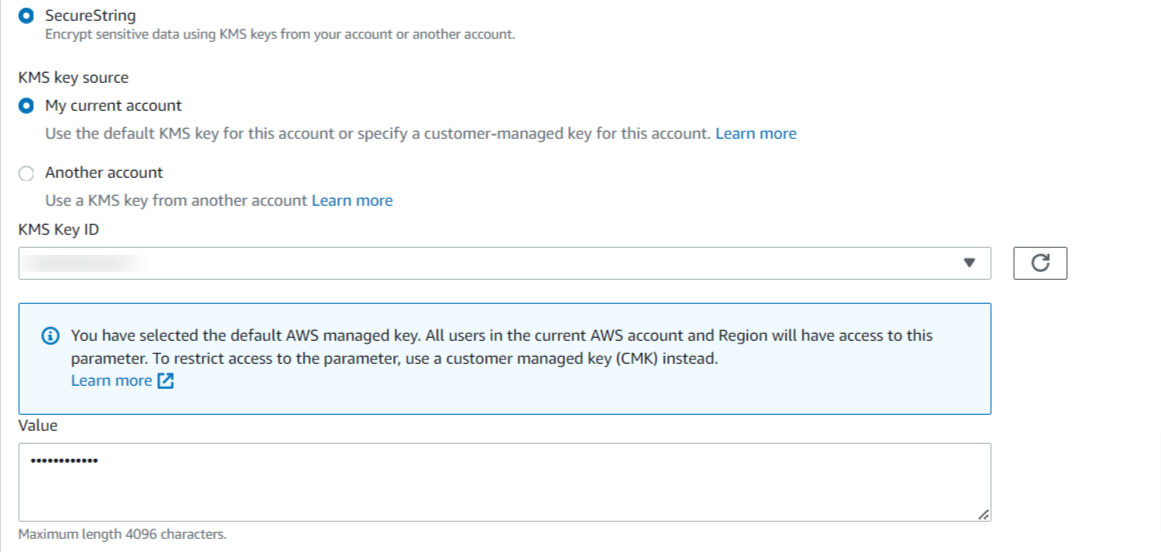 SecureString
Encrypt sensitive data using KMS keys from your account or another account.
KMS key source
My current account
Use the default KMS key for this account or specify a customer-managed key for this account. Learn more
Another account
Use a KMS key from another account Learn more
KMS Key ID
You have selected the default AWS managed key. All users in the current AWS account and Region will have access to this
parameter. To restrict access to the parameter, use a customer managed key (CMK) instead.
Learn more
Value
••••••••••••
Maximum length 4096 characters.